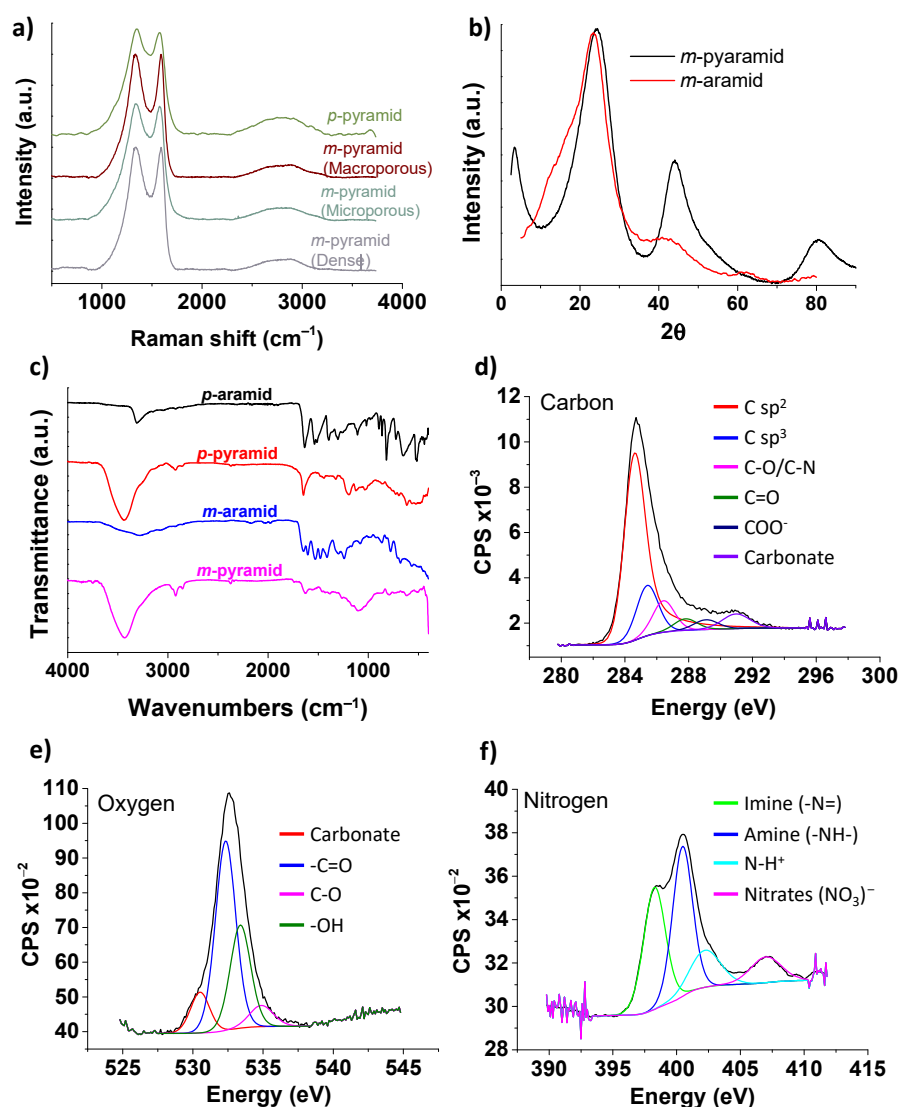 a)
Intensity (a.u.)
p-pyramid
m-pyramid
(Macroporous)
m-pyramid
(Microporous)
m-pyramid
(Dense)
1000 2000 3000 4000
Raman shift (cm⁻¹)
b)
Intensity (a.u.)
m-pyaramid
m-aramid
0 20 40 60 80
2θ
c)
Transmittance (a.u.)
p-aramid
p-pyramid
m-aramid
m-pyramid
4000 3000 2000 1000
Wavenumbers (cm⁻¹)
d)
Carbon
CPS x10⁻³
12
10
8
6
4
2
C sp²
C sp³
C-O/C-N
C=O
COO⁻
Carbonate
280 284 288 292 296 300
Energy (eV)
e)
Oxygen
CPS x10⁻²
110
100
90
80
70
60
50
40
Carbonate
-C=O
C-O
-OH
525 530 535 540 545
Energy (eV)
f)
Nitrogen
CPS x10⁻²
40
38
36
34
32
30
28
Imine (-N=)
Amine (-NH-)
N-H⁺
Nitrates (NO₃)⁻
390 395 400 405 410 415
Energy (eV)